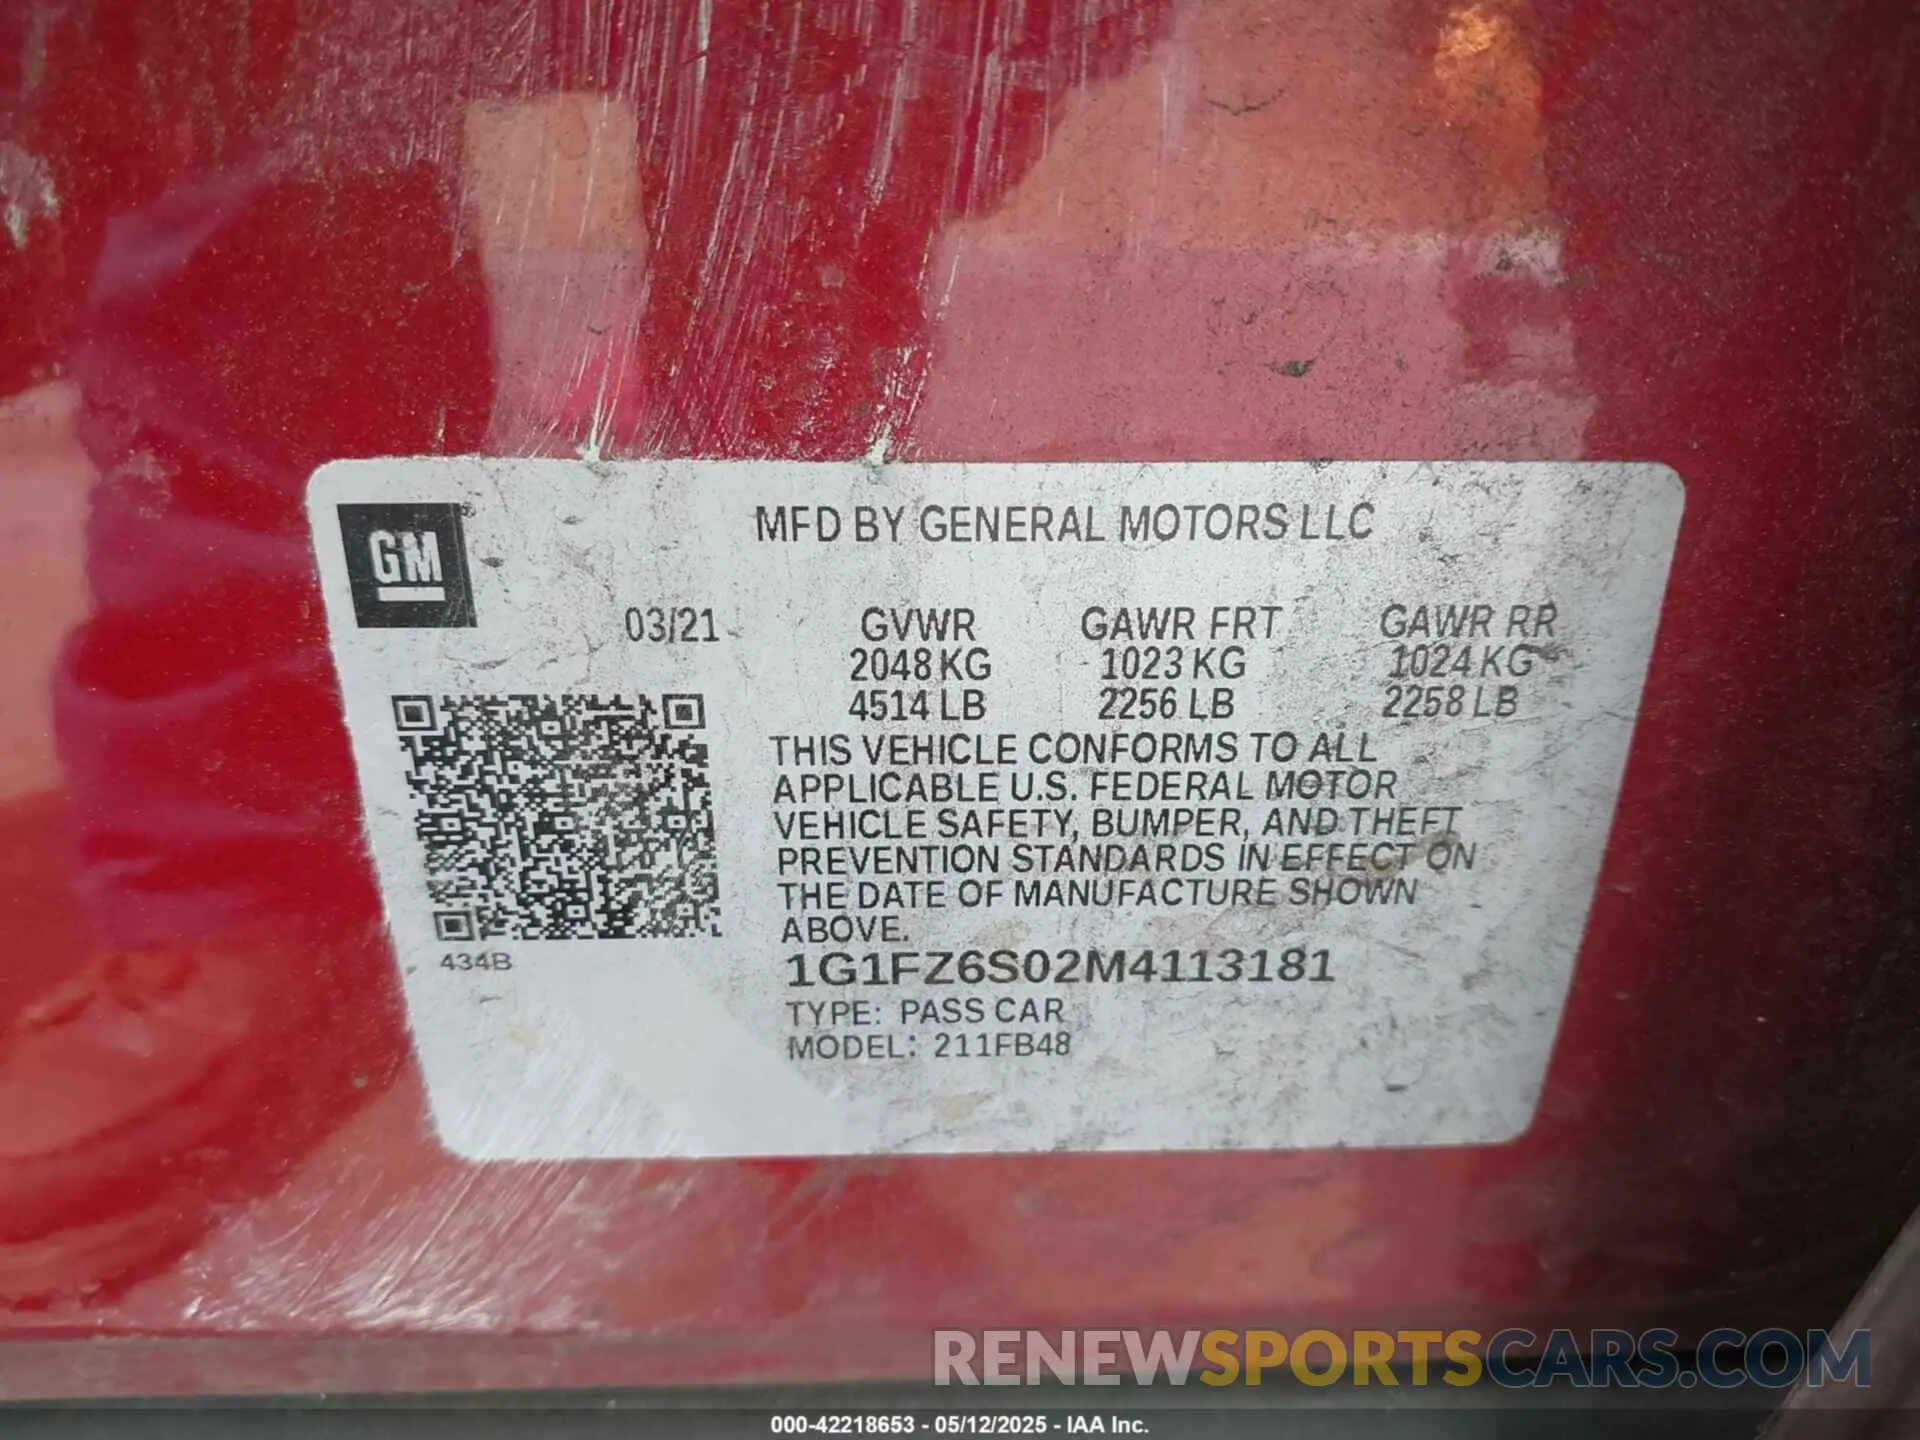 GM
MFD BY GENERAL MOTORS LLC
03/21
GVWR GAWR FRT GAWR RR
2048 KG 1023 KG 1024 KG
4514 LB 2256 LB 2258 LB
THIS VEHICLE CONFORMS TO ALL
APPLICABLE U.S. FEDERAL MOTOR
VEHICLE SAFETY, BUMPER, AND THEFT
PREVENTION STANDARDS IN EFFECT ON
THE DATE OF MANUFACTURE SHOWN
ABOVE.
434B
1G1FZ6S02M4113181
TYPE: PASS CAR
MODEL: 211FB48
RENEWSPORTSCARS.COM
000-42218653 - 05/12/2025 - IAA Inc.